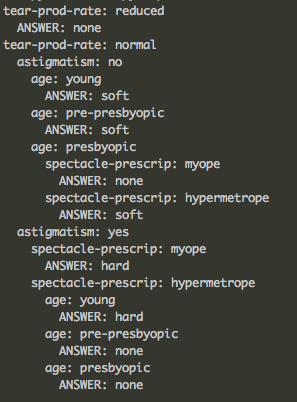 tear-prod-rate: reduced
ANSWER: none
tear-prod-rate: normal
astigmatism: no
age: young
ANSWER: soft
age: pre-presbyopic
ANSWER: soft
age: presbyopic
spectacle-prescrip: myope
ANSWER: none
spectacle-prescrip: hypermetrope
ANSWER: soft
astigmatism: yes
spectacle-prescrip: myope
ANSWER: hard
spectacle-prescrip: hypermetrope
age: young
ANSWER: hard
age: pre-presbyopic
ANSWER: none
age: presbyopic
ANSWER: none